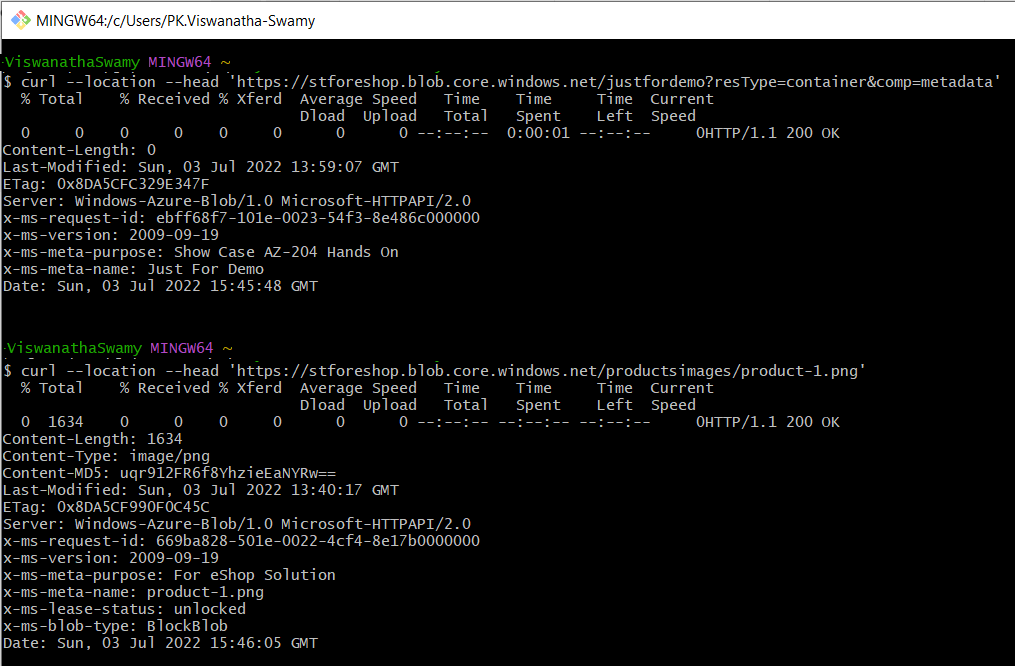 MINGW64:/c/Users/PK.Viswanatha-Swamy
ViswanathaSwamy MINGW64 ~
$ curl --location --head 'https://stforeshop.blob.core.windows.net/justfordemo?resType=container&comp=metadata'
% Total % Received % Xferd Average Speed Time Time Time Current
Dload Upload Total Spent Left Speed
0 0 0 0 0 0 0 0 --:--:-- 0:00:01 --:--:-- 0HTTP/1.1 200 OK
Content-Length: 0
Last-Modified: Sun, 03 Jul 2022 13:59:07 GMT
ETag: 0x8DA5CFC329E347F
Server: Windows-Azure-Blob/1.0 Microsoft-HTTPAPI/2.0
x-ms-request-id: ebff68f7-101e-0023-54f3-8e486c000000
x-ms-version: 2009-09-19
x-ms-meta-purpose: Show Case AZ-204 Hands On
x-ms-meta-name: Just For Demo
Date: Sun, 03 Jul 2022 15:45:48 GMT
ViswanathaSwamy MINGW64 ~
$ curl --location --head 'https://stforeshop.blob.core.windows.net/productsimages/product-1.png'
% Total % Received % Xferd Average Speed Time Time Time Current
Dload Upload Total Spent Left Speed
0 1634 0 0 0 0 0 0 --:--:-- --:--:-- --:--:-- 0HTTP/1.1 200 OK
Content-Length: 1634
Content-Type: image/png
Content-MD5: uqr912FR6f8YhzieEaNYRw==
Last-Modified: Sun, 03 Jul 2022 13:40:17 GMT
ETag: 0x8DA5CF990F0C45C
Server: Windows-Azure-Blob/1.0 Microsoft-HTTPAPI/2.0
x-ms-request-id: 669ba828-501e-0022-4cf4-8e17b0000000
x-ms-version: 2009-09-19
x-ms-meta-purpose: For eShop Solution
x-ms-meta-name: product-1.png
x-ms-lease-status: unlocked
x-ms-blob-type: BlockBlob
Date: Sun, 03 Jul 2022 15:46:05 GMT